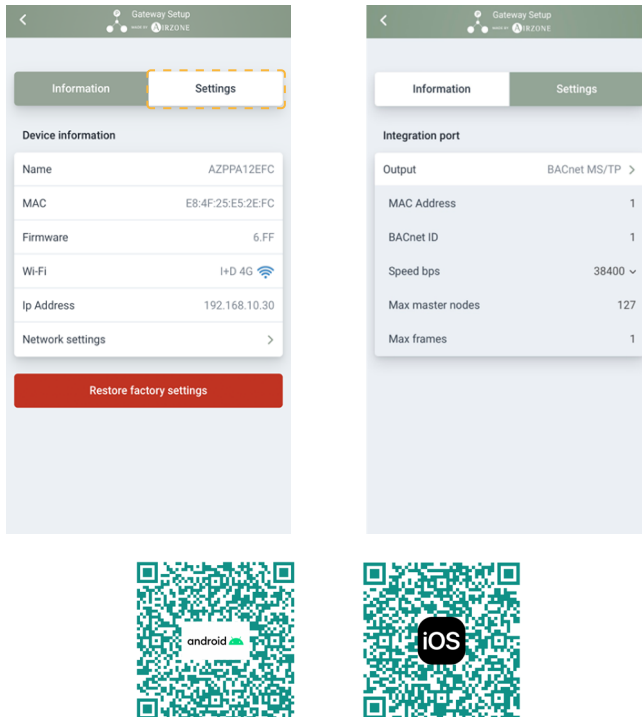 Gateway Setup
MADE BY AIRZONE
Information
Settings
Device information
Name
AZPPA12EFC
MAC
E8:4F:25:E5:2E:FC
Firmware
6.FF
Wi-Fi
I+D 4G
Ip Address
192.168.10.30
Network settings
Restore factory settings
Gateway Setup
MADE BY AIRZONE
Information
Settings
Integration port
Output
BACnet MS/TP
MAC Address
1
BACnet ID
1
Speed bps
38400
Max master nodes
127
Max frames
1
android
iOS